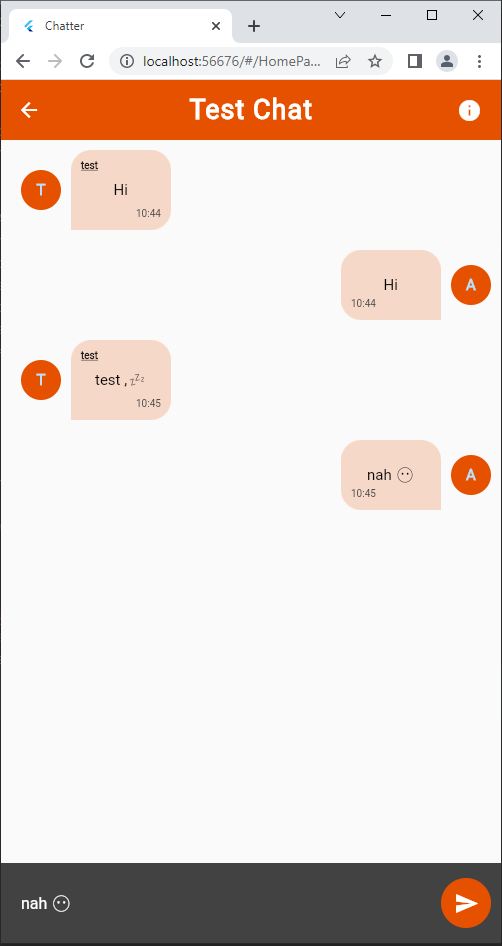 Chatter
localhost:56676/#/HomePa...
Test Chat
test
T
Hi
10:44
Hi
A
10:44
test
T
test , 💤
10:45
nah 😶
A
10:45
nah 😶